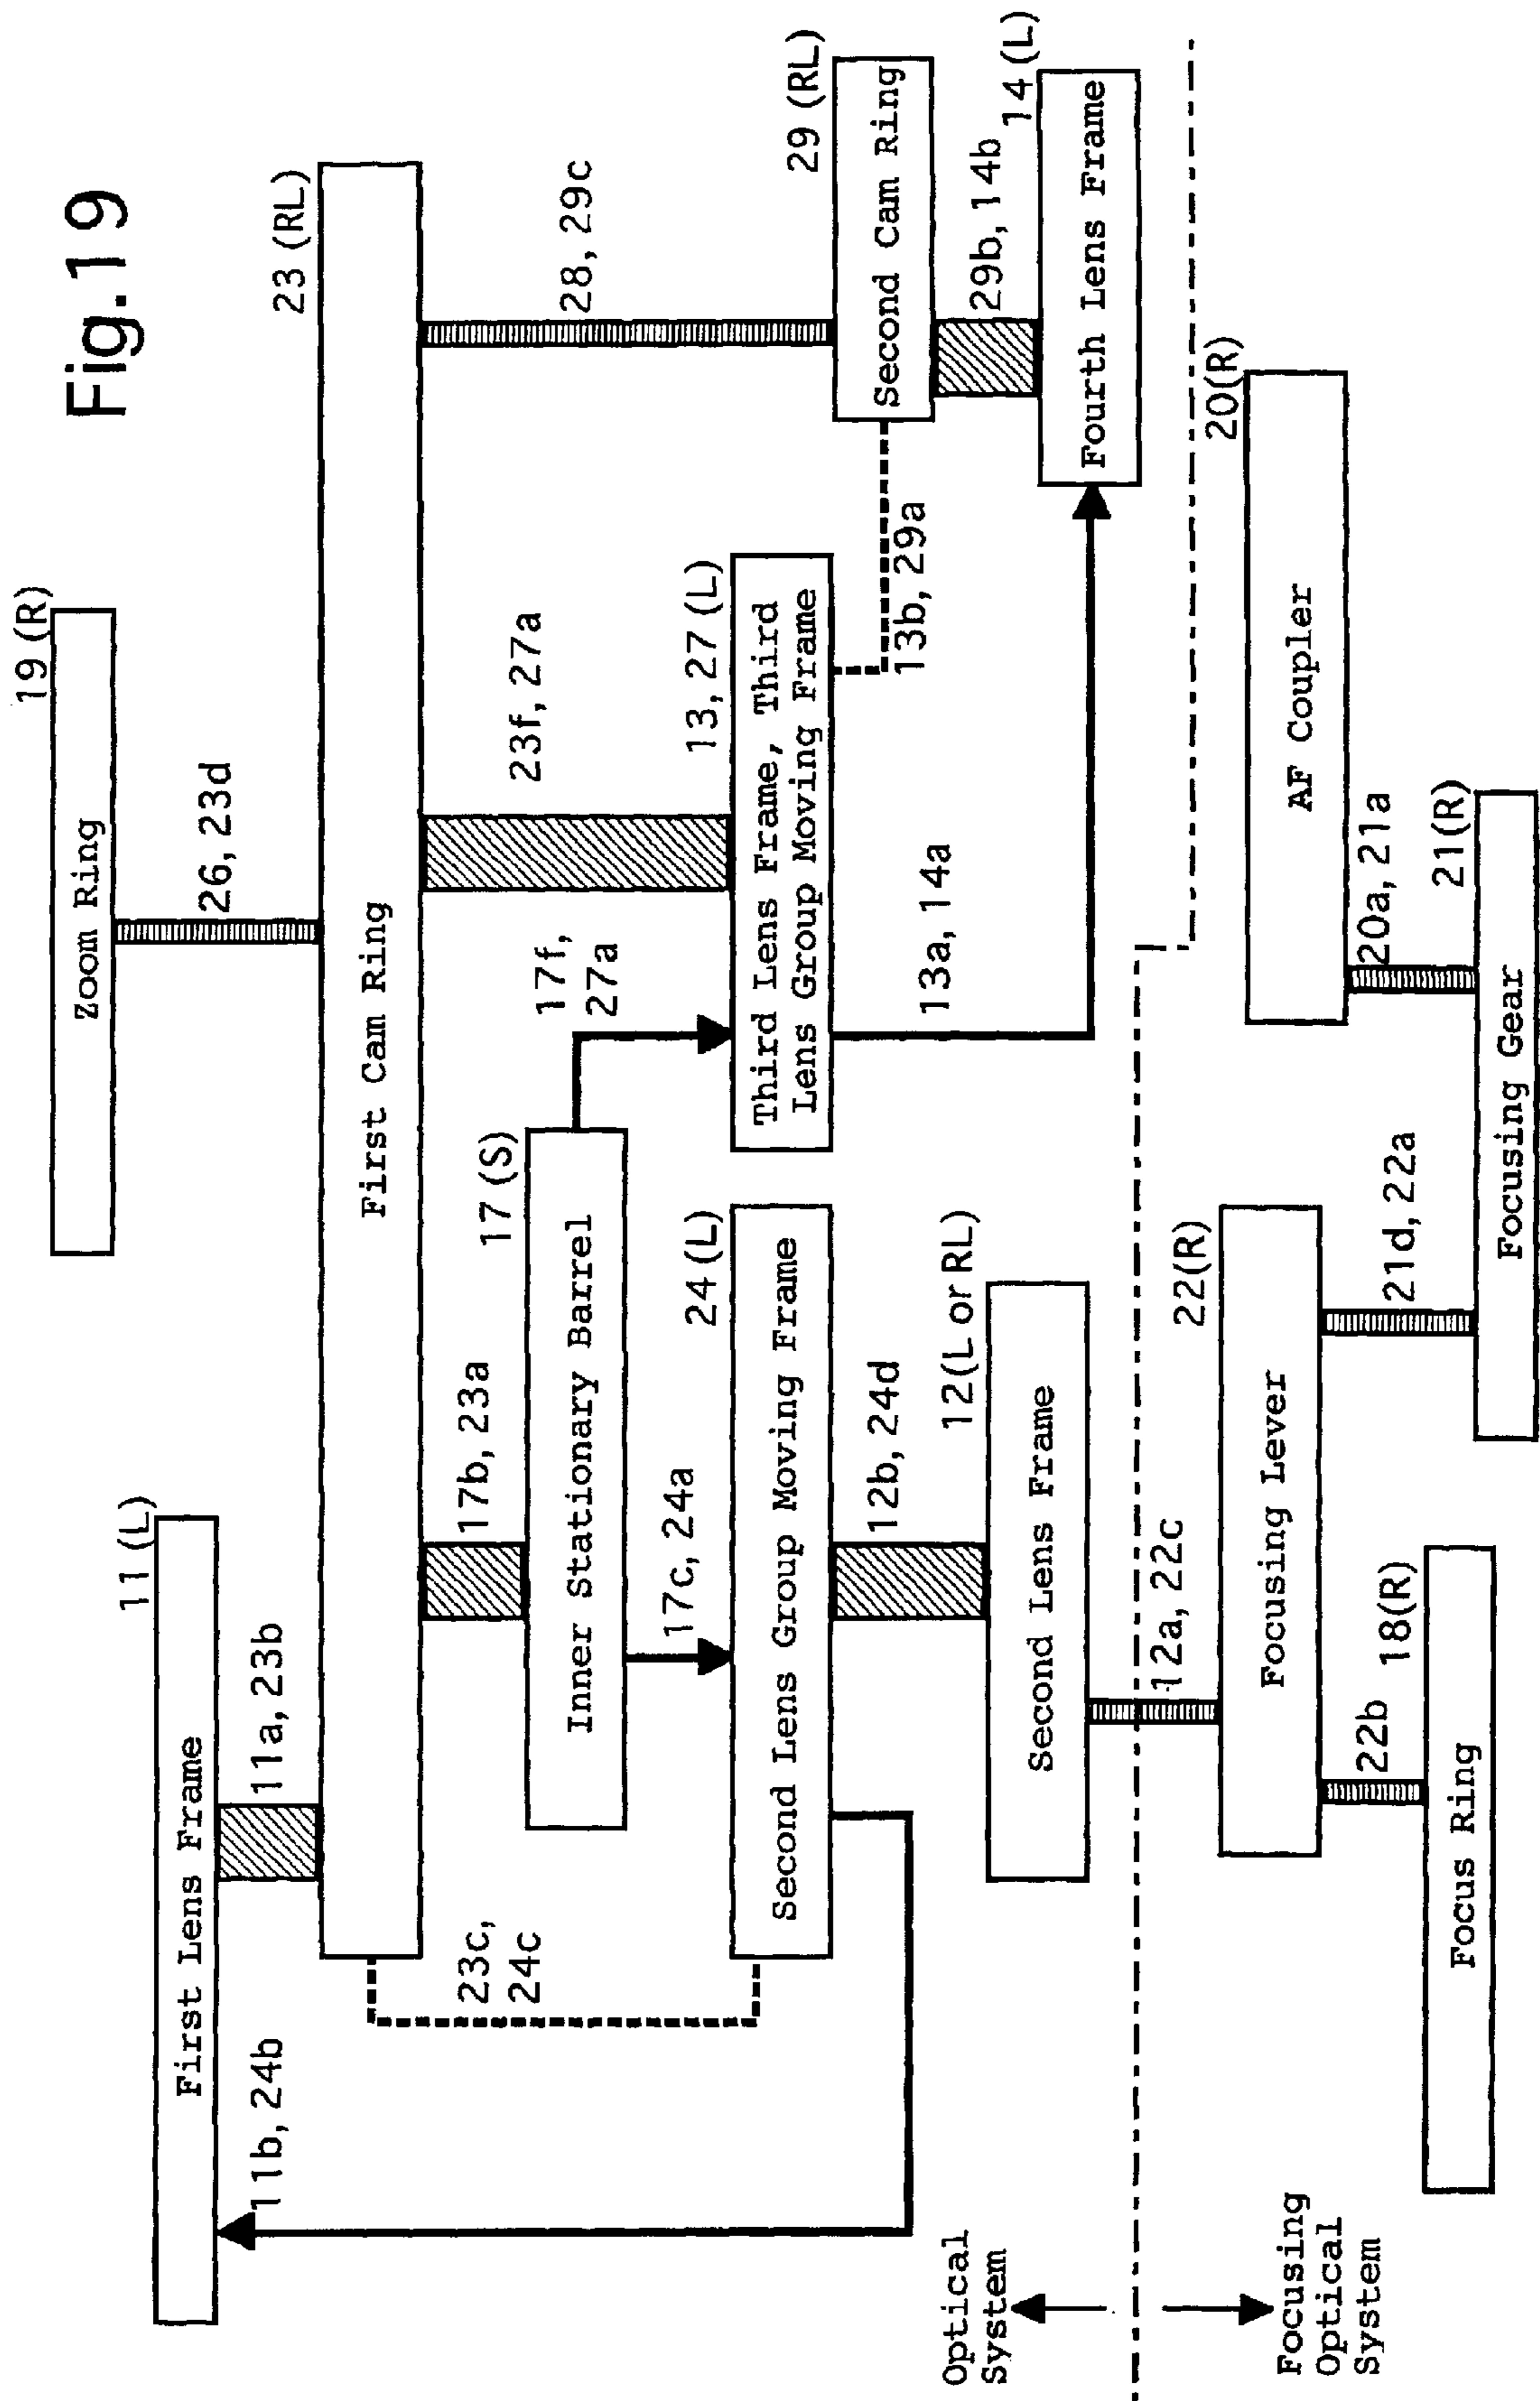 Fig.19
19 (R)
Zoom Ring
26, 23d
11 (L)
First Lens Frame
11a, 23b
11b, 24b
23 (RL)
First Cam Ring
23c,
24c
17b, 23a
17 (S)
Inner Stationary Barrel
17f,
27a
23f, 27a
28, 29c
17c, 24a
24 (L)
Second Lens Group Moving Frame
13, 27 (L)
Third Lens Frame, Third
Lens Group Moving Frame
29 (RL)
Second Cam Ring
13b, 29a
29b, 14b
12b, 24d
13a, 14a
14 (L)
Fourth Lens Frame
12(L or RL)
Second Lens Frame
Optical
System
12a, 22c
22(R)
Focusing Lever
20(R)
AF Coupler
Focusing
Optical
System
22b
21d, 22a
20a, 21a
18(R)
Focus Ring
21(R)
Focusing Gear